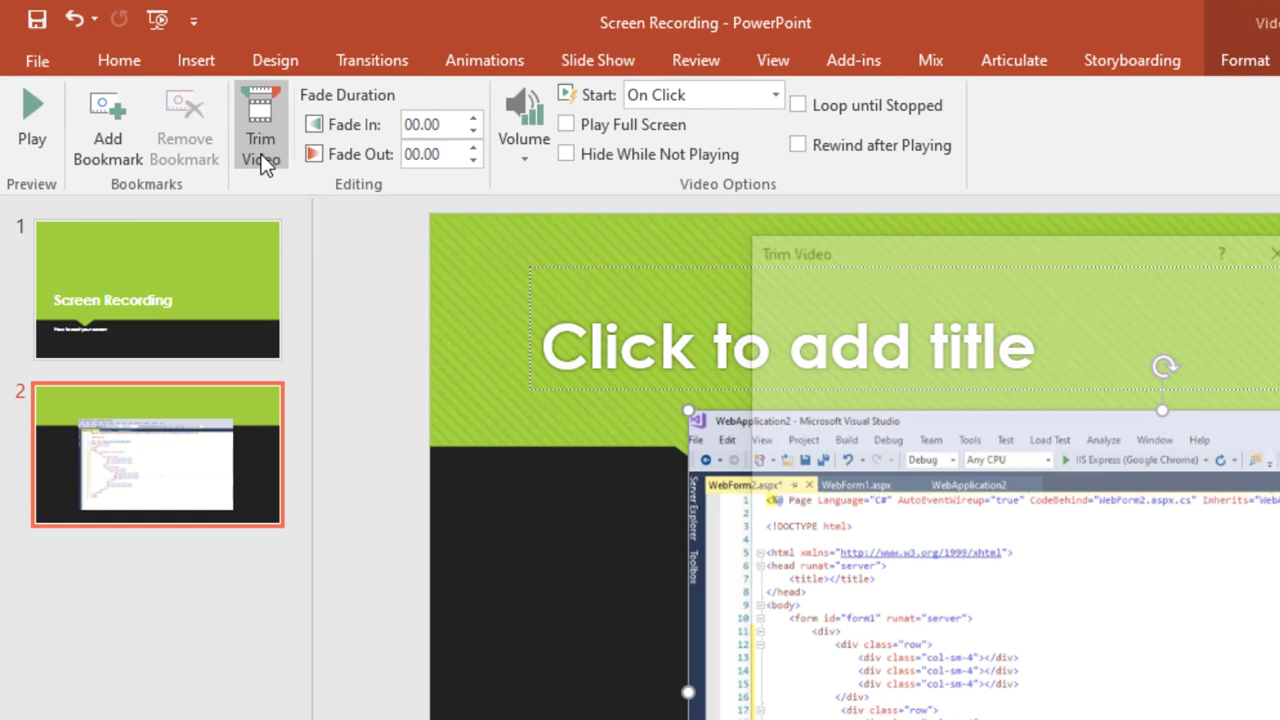 Screen Recording - PowerPoint
File Home Insert Design Transitions Animations Slide Show Review View Add-ins Mix Articulate Storyboarding Format
Play
Preview
Add
Bookmark
Remove
Bookmark
Bookmarks
Trim
Video
Fade Duration
Fade In: 00.00
Fade Out: 00.00
Editing
Volume
Start: On Click
Play Full Screen
Hide While Not Playing
Loop until Stopped
Rewind after Playing
Video Options
1
Screen Recording
2
Trim Video ?
Click to add title
WebApplication2 - Microsoft Visual Studio
File Edit View Project Build Debug Team Tools Test Load Test Analyze Window Help
Debug Any CPU IIS Express (Google Chrome)
WebForm2.aspx* WebForm1.aspx WebApplication2
Server Explorer
Toolbox
1 <%@ Page Language="C#" AutoEventWireup="true" CodeBehind="WebForm2.aspx.cs" Inherits="WebA
2
3 <!DOCTYPE html>
4
5 <html xmlns="http://www.w3.org/1999/xhtml">
6 <head runat="server">
7 <title></title>
8 </head>
9 <body>
10 <form id="form1" runat="server">
11 <div>
12 <div class="row">
13 <div class="col-sm-4"></div>
14 <div class="col-sm-4"></div>
15 <div class="col-sm-4"></div>
16 </div>
17 <div class="row">